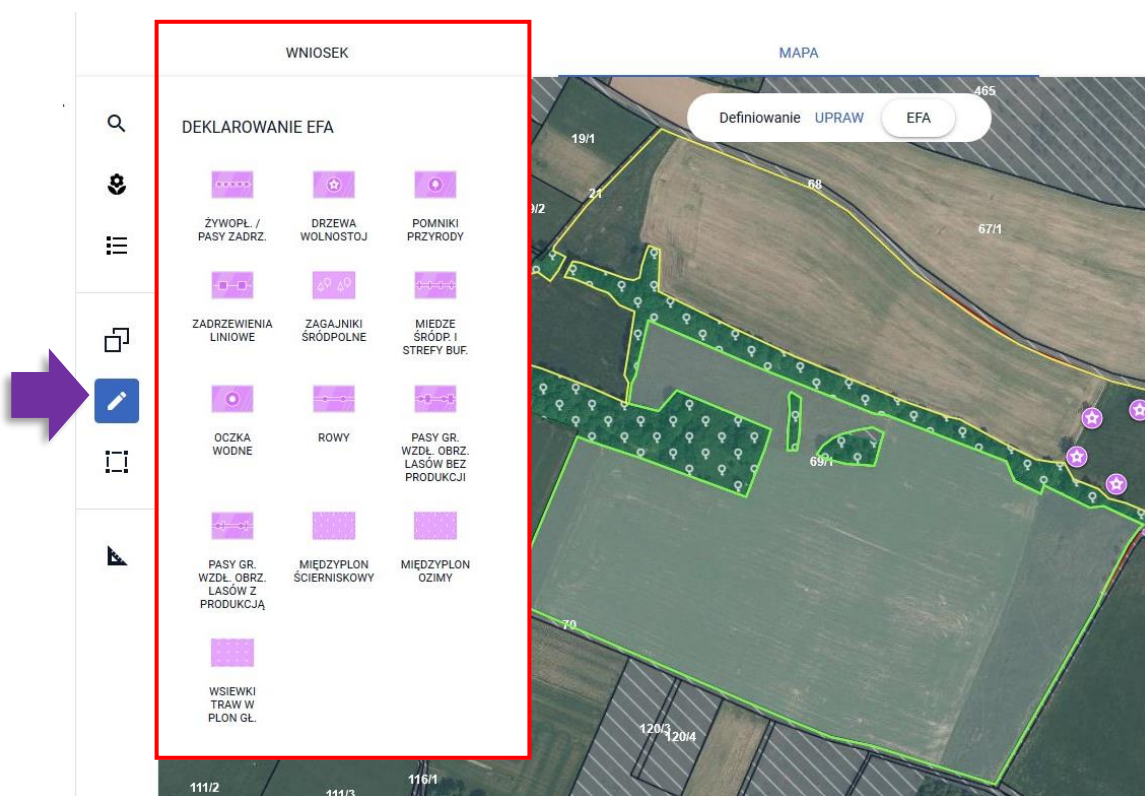 WNIOSEK
MAPA
DEKLAROWANIE EFA
Definiowanie UPRAW EFA
ŻYWOPŁ. /
PASY ZADRZ.
DRZEWA
WOLNOSTOJ
POMNIKI
PRZYRODY
ZADRZEWIENIA
LINIOWE
ZAGAJNIKI
ŚRÓDPOLNE
MIEDZE
ŚRÓDP. I
STREFY BUF.
OCZKA
WODNE
ROWY
PASY GR.
WZDŁ. OBRZ.
LASÓW BEZ
PRODUKCJI
PASY GR.
WZDŁ. OBRZ.
LASÓW Z
PRODUKCJĄ
MIĘDZYPLON
ŚCIERNISKOWY
MIĘDZYPLON
OZIMY
WSIEWKI
TRAW W
PLON GŁ.
465
19/1
68
21
9/2
67/1
69/1
70
120/3
120/4
116/1
111/2
111/3